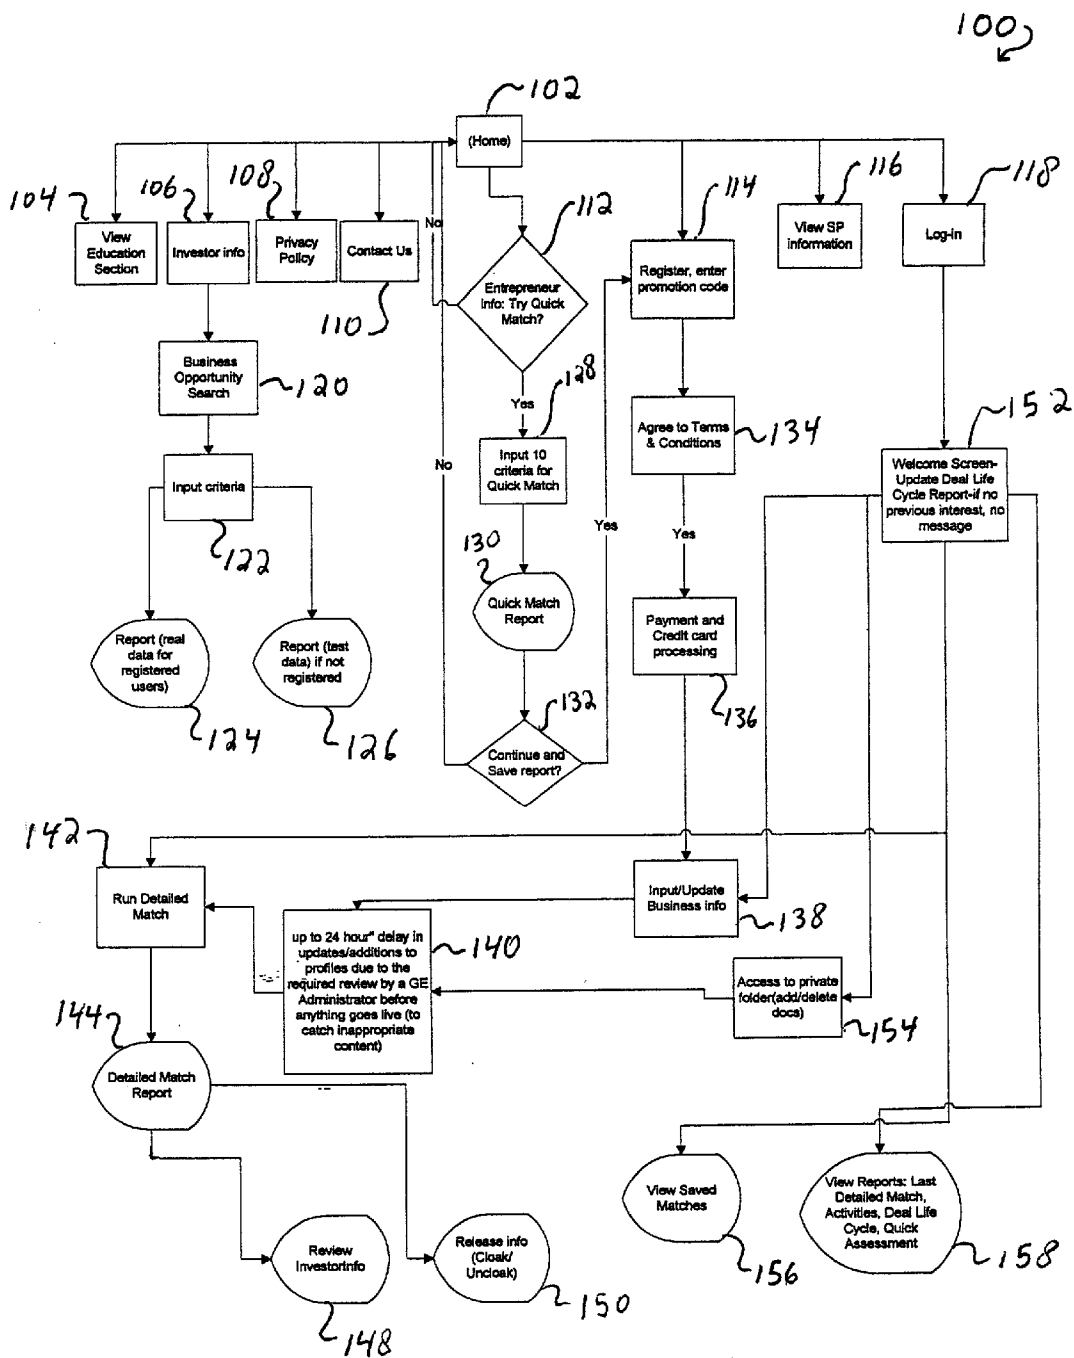 100
102
(Home)
104
106
108
114
116
118
112
View
Education
Section
Investor info
Privacy
Policy
Contact Us
110
No
Entrepreneur
Info: Try Quick
Match?
Register, enter
promotion code
View SP
information
Log-in
Business
Opportunity
Search
120
Yes
128
Input 10
criteria for
Quick Match
Agree to Terms
& Conditions
134
152
Welcome Screen-
Update Deal Life
Cycle Report-if no
previous interest, no
message
Input criteria
122
No
Yes
Yes
130
Quick Match
Report
Report (real
data for
registered
users)
124
Report (test
data) if not
registered
126
Payment and
Credit card
processing
136
132
Continue and
Save report?
142
Run Detailed
Match
Input/Update
Business info
138
up to 24 hour" delay in
updates/additions to
profiles due to the
required review by a GE
Administrator before
anything goes live (to
catch inappropriate
content)
140
Access to private
folder(add/delete
docs)
154
144
Detailed Match
Report
View Saved
Matches
156
View Reports: Last
Detailed Match,
Activities, Deal Life
Cycle, Quick
Assessment
158
Review
InvestorInfo
148
Release info
(Cloak/
Uncloak)
150